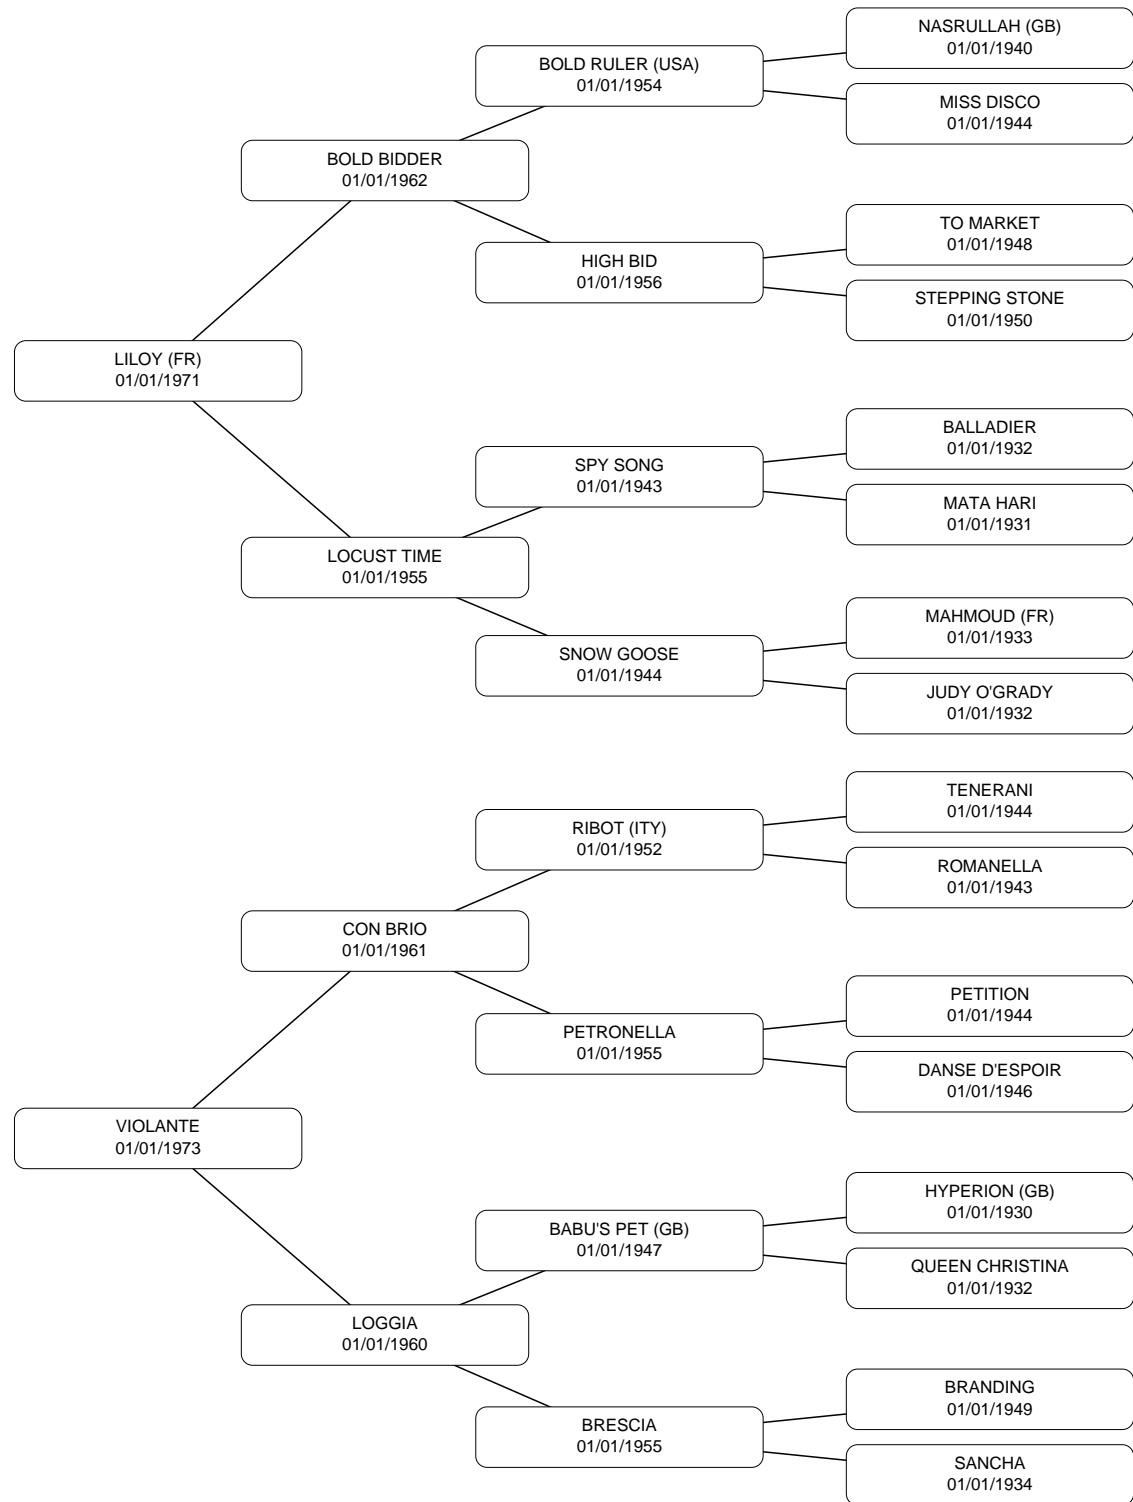 NASRULLAH (GB)
01/01/1940
BOLD RULER (USA)
01/01/1954
MISS DISCO
01/01/1944
BOLD BIDDER
01/01/1962
TO MARKET
01/01/1948
HIGH BID
01/01/1956
STEPPING STONE
01/01/1950
LILOY (FR)
01/01/1971
BALLADIER
01/01/1932
SPY SONG
01/01/1943
MATA HARI
01/01/1931
LOCUST TIME
01/01/1955
MAHMOUD (FR)
01/01/1933
SNOW GOOSE
01/01/1944
JUDY O'GRADY
01/01/1932
TENERANI
01/01/1944
RIBOT (ITY)
01/01/1952
ROMANELLA
01/01/1943
CON BRIO
01/01/1961
PETITION
01/01/1944
PETRONELLA
01/01/1955
DANSE D'ESPOIR
01/01/1946
VIOLANTE
01/01/1973
HYPERION (GB)
01/01/1930
BABU'S PET (GB)
01/01/1947
QUEEN CHRISTINA
01/01/1932
LOGGIA
01/01/1960
BRANDING
01/01/1949
BRESCIA
01/01/1955
SANCHA
01/01/1934